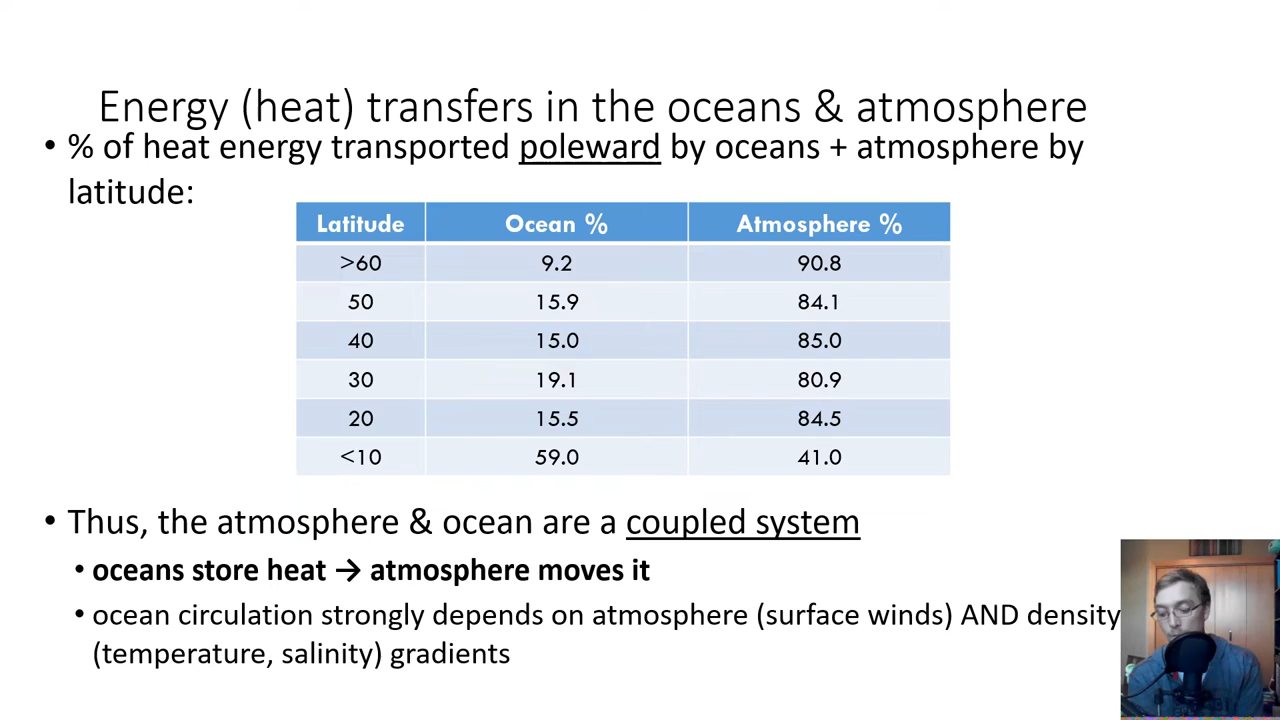 Energy (heat) transfers in the oceans & atmosphere
• % of heat energy transported poleward by oceans + atmosphere by
latitude:
Latitude Ocean % Atmosphere %
>60 9.2 90.8
50 15.9 84.1
40 15.0 85.0
30 19.1 80.9
20 15.5 84.5
<10 59.0 41.0
• Thus, the atmosphere & ocean are a coupled system
• oceans store heat → atmosphere moves it
• ocean circulation strongly depends on atmosphere (surface winds) AND density
(temperature, salinity) gradients